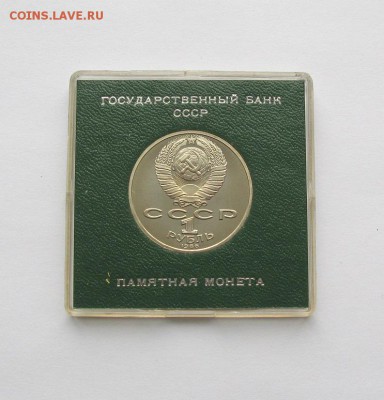 COINS.LAVE.RU
ГОСУДАРСТВЕННЫЙ БАНК
СССР
СССР
1
РУБЛЬ
ПАМЯТНАЯ МОНЕТА